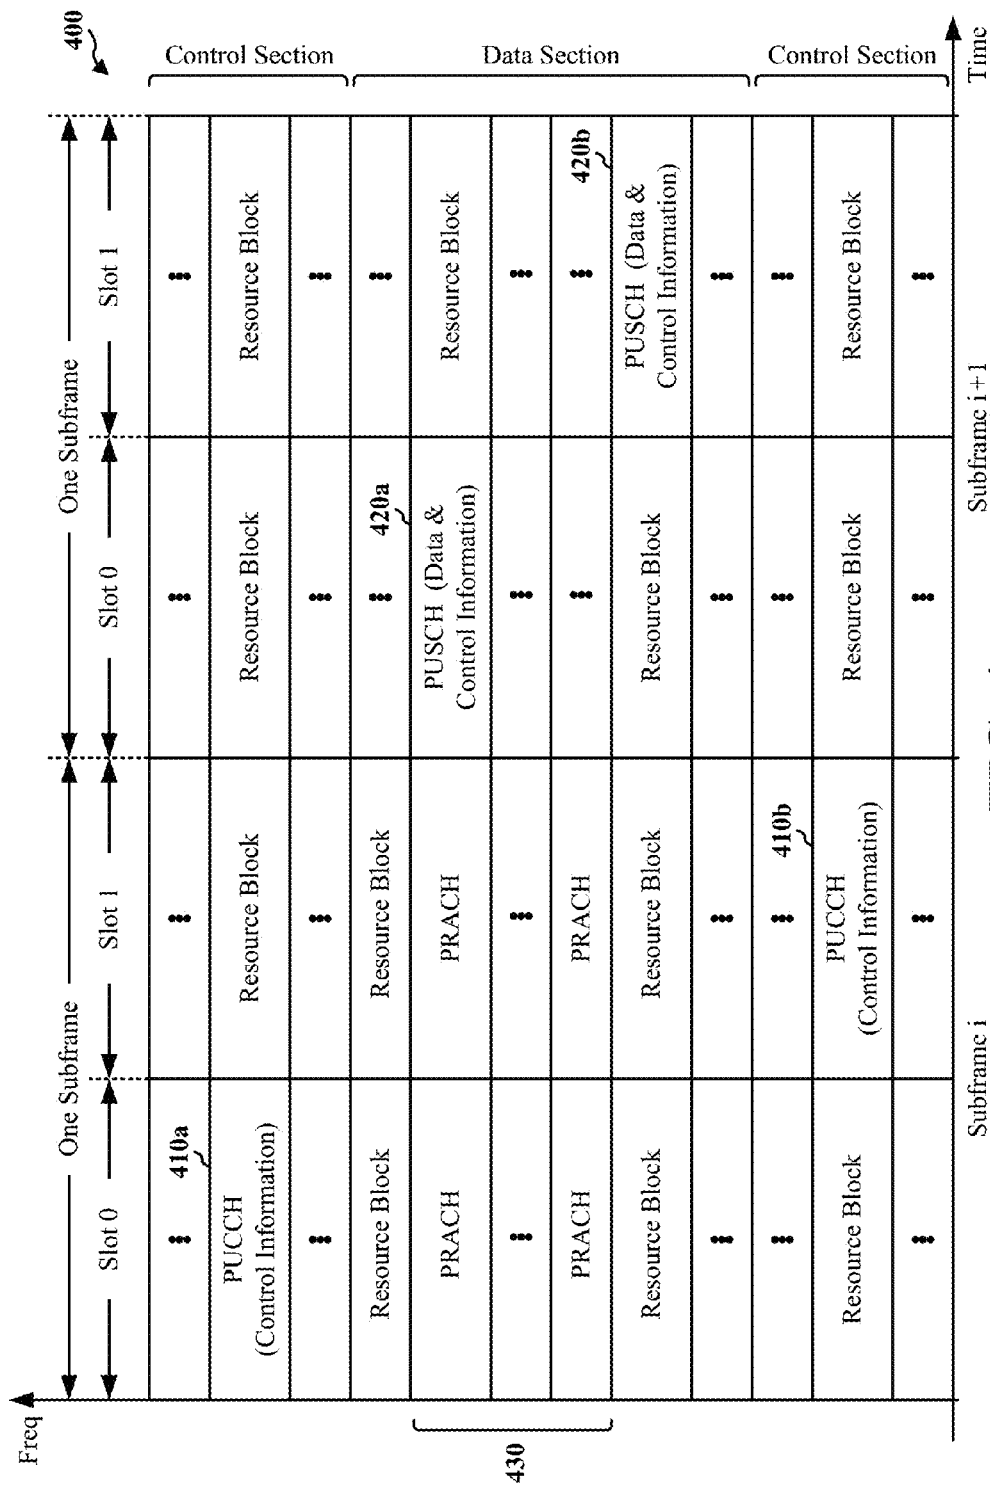 Freq
One Subframe
One Subframe
400
Slot 0
Slot 1
Slot 0
Slot 1
410a
PUCCH
(Control Information)
Resource Block
Resource Block
Resource Block
Control Section
Resource Block
Resource Block
420a
PRACH
PRACH
PUSCH (Data &
Control Information)
Resource Block
430
Data Section
PRACH
PRACH
420b
Resource Block
Resource Block
Resource Block
PUSCH (Data &
Control Information)
410b
Resource Block
PUCCH
(Control Information)
Resource Block
Resource Block
Control Section
Subframe i
Subframe i+1
Time